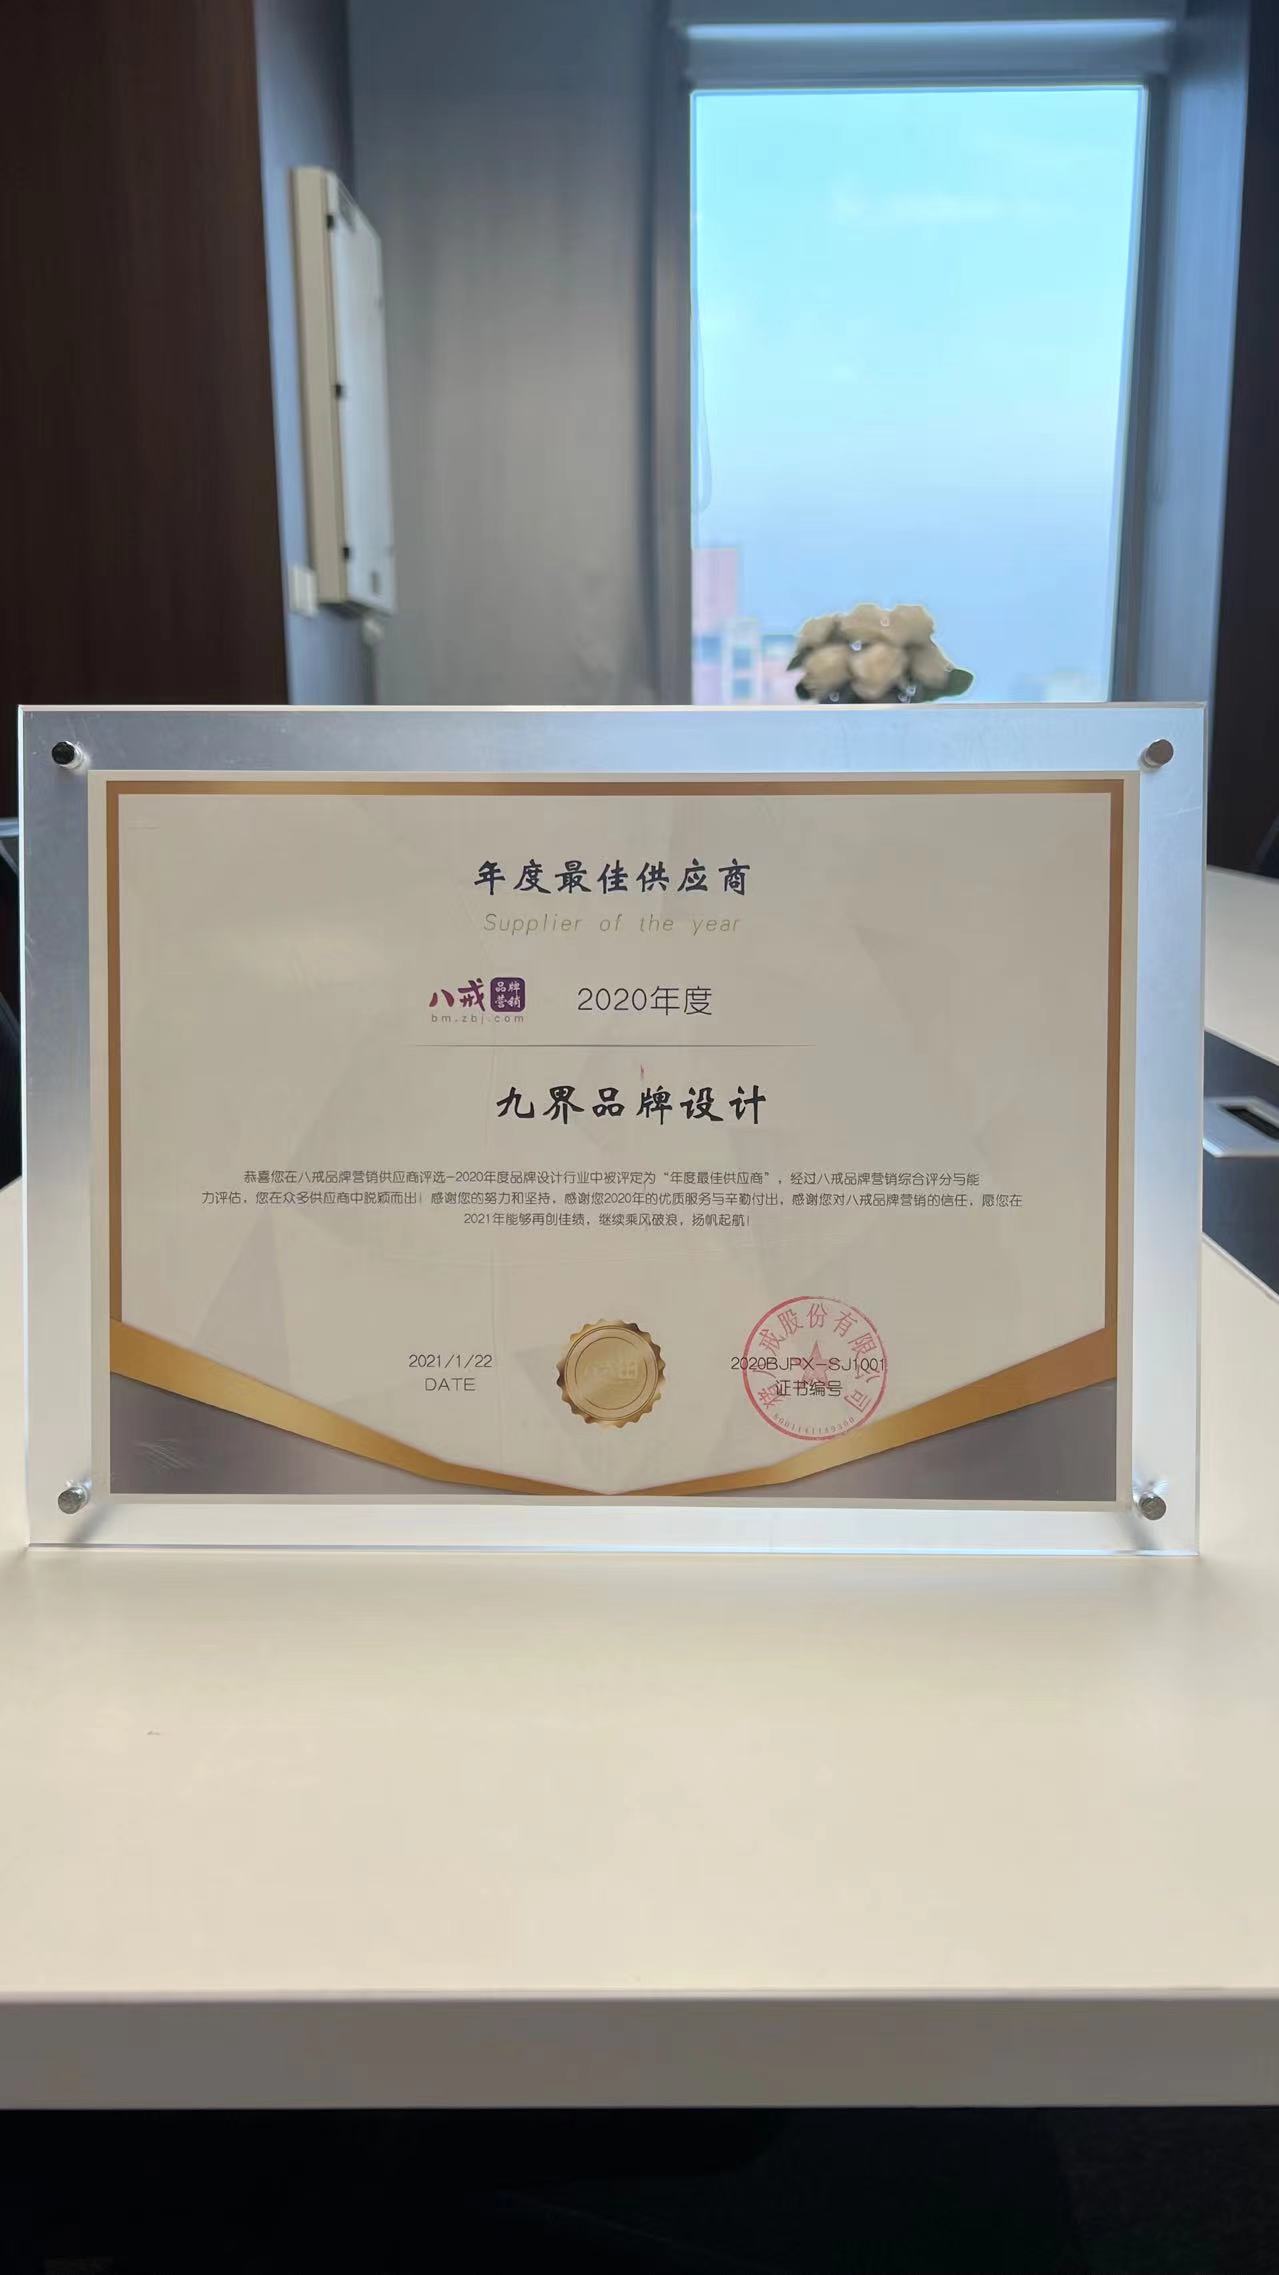 年度最佳供应商
Supplier of the year
八戒 品牌营销 2020年度
bm.zbj.com
九界品牌设计
恭喜您在八戒品牌营销供应商评选-2020年度品牌设计行业中被评定为“年度最佳供应商”，经过八戒品牌营销综合评分与能
力评估，您在众多供应商中脱颖而出！感谢您的努力和坚持，感谢您2020年的优质服务与辛勤付出，感谢您对八戒品牌营销的信任，愿您在
2021年能够再创佳绩，继续乘风破浪，扬帆起航！
2021/1/22
DATE
2020BJPX-SJ1001
证书编号
猪八戒股份有限公司